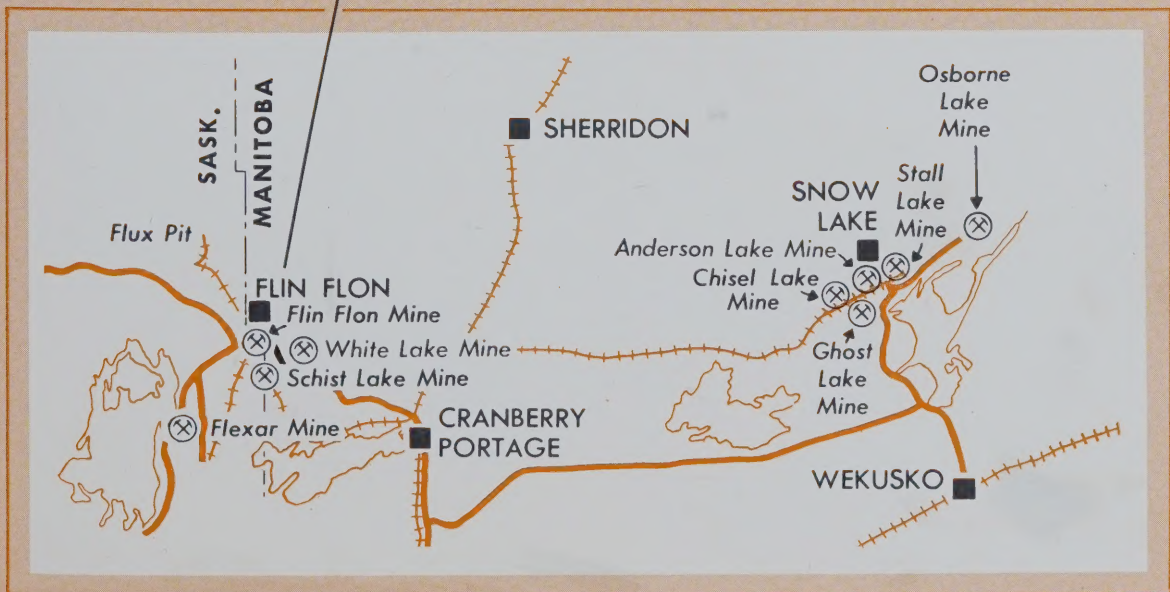 SASK.
MANITOBA
SHERRIDON
Osborne
Lake
Mine
SNOW
LAKE
Stall
Lake
Mine
Flux Pit
Anderson Lake Mine
Chisel Lake
Mine
FLIN FLON
Flin Flon Mine
White Lake Mine
Schist Lake Mine
Ghost
Lake
Mine
Flexar Mine
CRANBERRY
PORTAGE
WEKUSKO